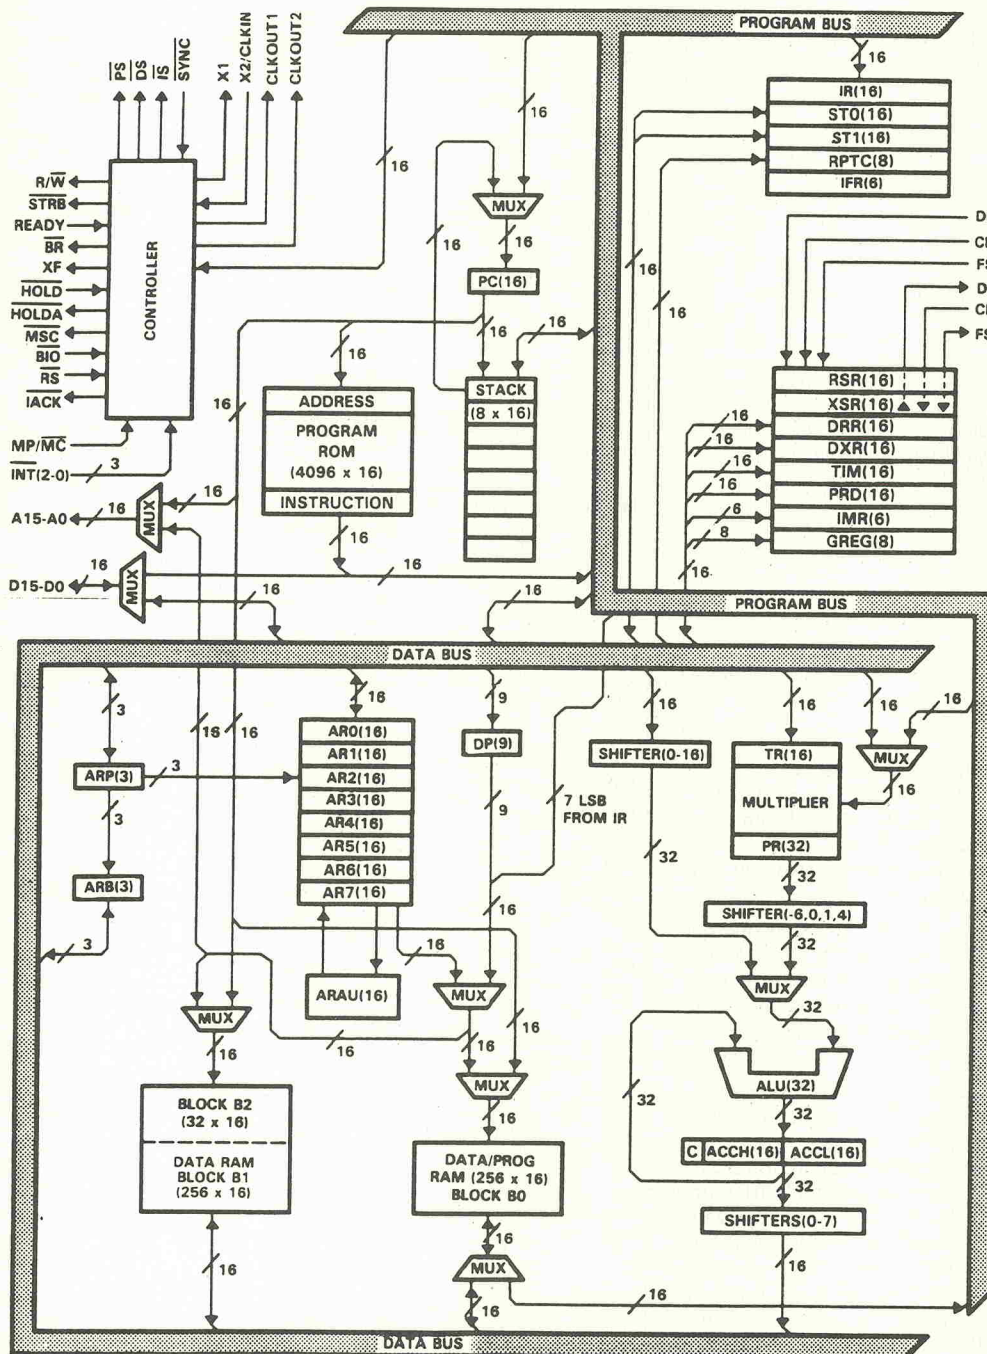 PROGRAM BUS
16
IR(16)
ST0(16)
ST1(16)
RPTC(8)
IFR(6)
PS
DS
IS
SYNC
X1
X2/CLKIN
CLKOUT1
CLKOUT2
R/W
STRB
READY
BR
XF
HOLD
HOLDA
MSC
BIO
RS
IACK
MP/MC
INT(2-0)
3
CONTROLLER
16
16
MUX
16
16
PC(16)
16
16
16
16
16
16
ADDRESS
PROGRAM
ROM
(4096 x 16)
INSTRUCTION
16
STACK
(8 x 16)
RSR(16)
XSR(16)
DRR(16)
DXR(16)
TIM(16)
PRD(16)
IMR(6)
GREG(8)
16
16
16
16
6
8
16
D
CL
FS
D
CL
FS
A15-A0
16
MUX
16
D15-D0
16
MUX
16
16
16
PROGRAM BUS
DATA BUS
3
16
9
16
16
16
16
16
16
ARP(3)
3
3
ARB(3)
3
AR0(16)
AR1(16)
AR2(16)
AR3(16)
AR4(16)
AR5(16)
AR6(16)
AR7(16)
DP(9)
9
7 LSB
FROM IR
16
SHIFTER(0-16)
32
TR(16)
MULTIPLIER
PR(32)
MUX
16
32
SHIFTER(-6,0,1,4)
32
MUX
32
ARAU(16)
16
MUX
16
16
16
MUX
16
MUX
16
ALU(32)
32
32
C
ACCH(16)
ACCL(16)
32
SHIFTERS(0-7)
16
BLOCK B2
(32 x 16)
DATA RAM
BLOCK B1
(256 x 16)
16
DATA/PROG
RAM (256 x 16)
BLOCK B0
16
MUX
16
16
DATA BUS